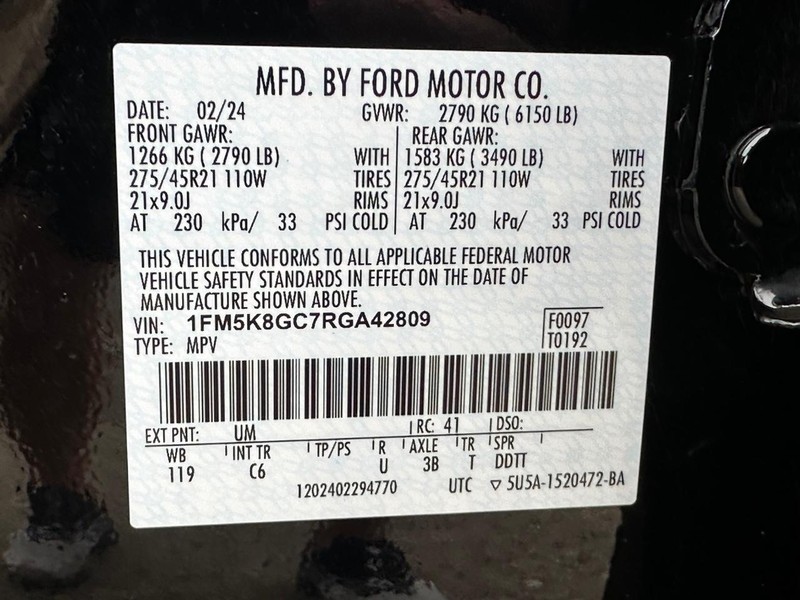 MFD. BY FORD MOTOR CO.
DATE: 02/24 GVWR: 2790 KG ( 6150 LB)
FRONT GAWR: REAR GAWR:
1266 KG ( 2790 LB) WITH 1583 KG ( 3490 LB) WITH
275/45R21 110W TIRES 275/45R21 110W TIRES
21x9.0J RIMS 21x9.0J RIMS
AT 230 kPa/ 33 PSI COLD AT 230 kPa/ 33 PSI COLD
THIS VEHICLE CONFORMS TO ALL APPLICABLE FEDERAL MOTOR
VEHICLE SAFETY STANDARDS IN EFFECT ON THE DATE OF
MANUFACTURE SHOWN ABOVE.
VIN: 1FM5K8GC7RGA42809 F0097
TYPE: MPV T0192
EXT PNT: UM RC: 41 DSO:
WB INT TR TP/PS R AXLE TR SPR
119 C6 U 3B T DDTT
1202402294770 UTC ▽ 5U5A-1520472-BA